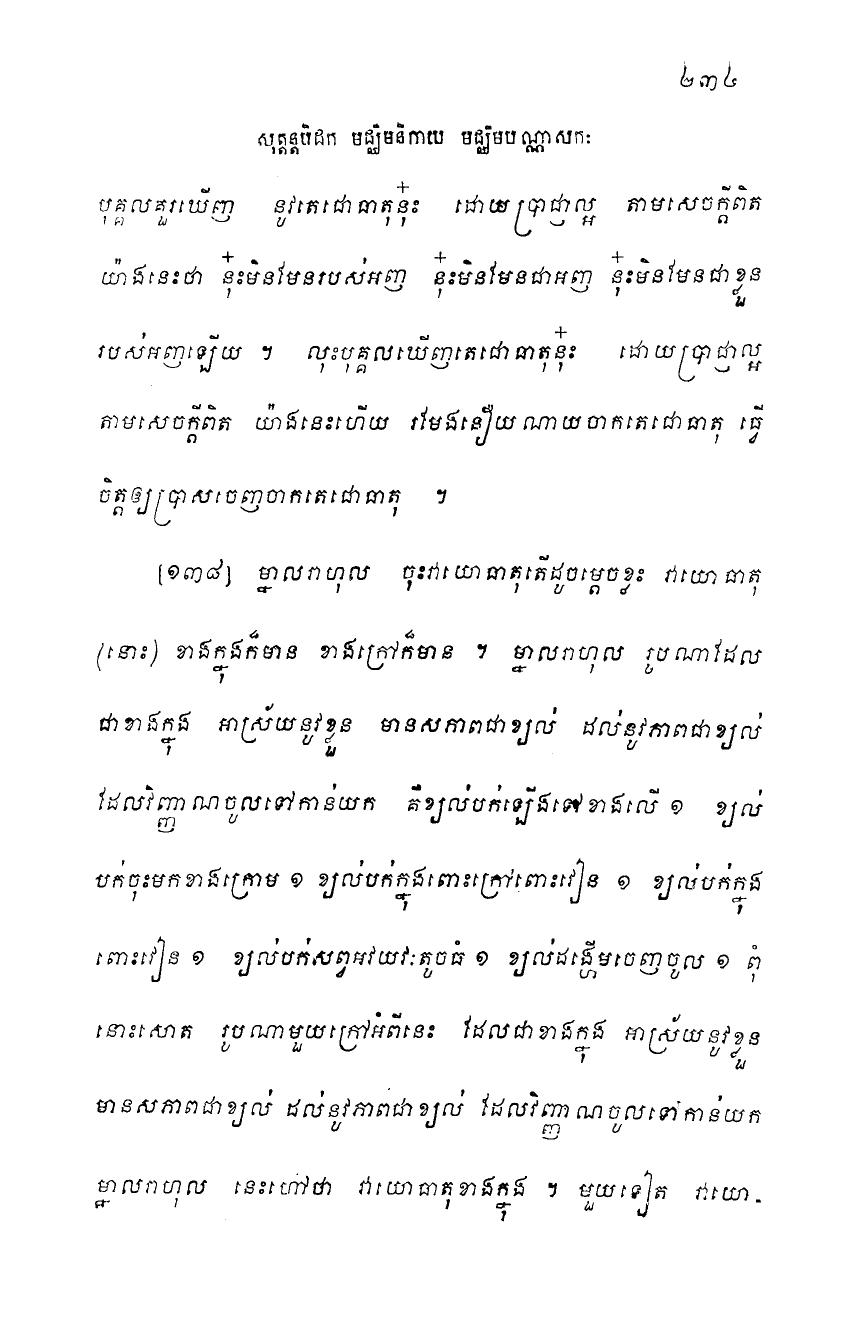 ២៣៤
សុត្តន្តបិដក មជ្ឈិមនិកាយ មជ្ឈិមបណ្ណាសកៈ
បុគ្គលគួរឃើញ នូវតេជោធាតុនុ៎ះ ដោយប្រាជ្ញាល្អ តាមសេចក្តីពិត
យ៉ាងនេះថា នុ៎ះមិនមែនរបស់អញ នុ៎ះមិនមែនជាអញ នុ៎ះមិនមែនជាខ្លួន
របស់អញឡើយ ។ លុះបុគ្គលឃើញតេជោធាតុនុ៎ះ ដោយប្រាជ្ញាល្អ
តាមសេចក្តីពិត យ៉ាងនេះហើយ រមែងនឿយណាយចាកតេជោធាតុ ធ្វើ
ចិត្តឲ្យប្រាសចេញចាកតេជោធាតុ ។
[១៣៨] ម្នាលរាហុល ចុះវាយោធាតុតើដូចម្តេចខ្លះ វាយោធាតុ
(នោះ) ខាងក្នុងក៏មាន ខាងក្រៅក៏មាន ។ ម្នាលរាហុល រូបណាដែល
ជាខាងក្នុង អាស្រ័យនូវខ្លួន មានសភាពជាខ្យល់ ដល់នូវភាពជាខ្យល់
ដែលវិញ្ញាណចូលទៅកាន់យក គឺខ្យល់បក់ឡើងទៅខាងលើ ១ ខ្យល់
បក់ចុះមកខាងក្រោម ១ ខ្យល់បក់ក្នុងពោះក្រៅពោះវៀន ១ ខ្យល់បក់ក្នុង
ពោះវៀន ១ ខ្យល់បក់សព្វអវយវៈតូចធំ ១ ខ្យល់ដង្ហើមចេញចូល ១ ពុំ
នោះសោត រូបណាមួយក្រៅអំពីនេះ ដែលជាខាងក្នុង អាស្រ័យនូវខ្លួន
មានសភាពជាខ្យល់ ដល់នូវភាពជាខ្យល់ ដែលវិញ្ញាណចូលទៅកាន់យក
ម្នាលរាហុល នេះហៅថា វាយោធាតុខាងក្នុង ។ មួយទៀត វាយោ-